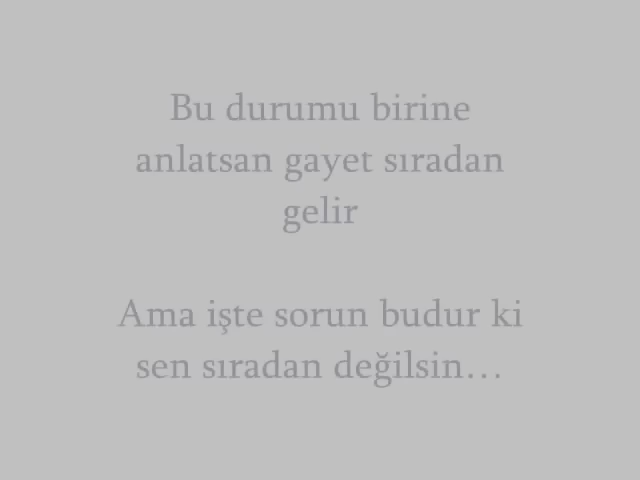 Bu durumu birine
anlatsan gayet sıradan
gelir
Ama işte sorun budur ki
sen sıradan değilsin…